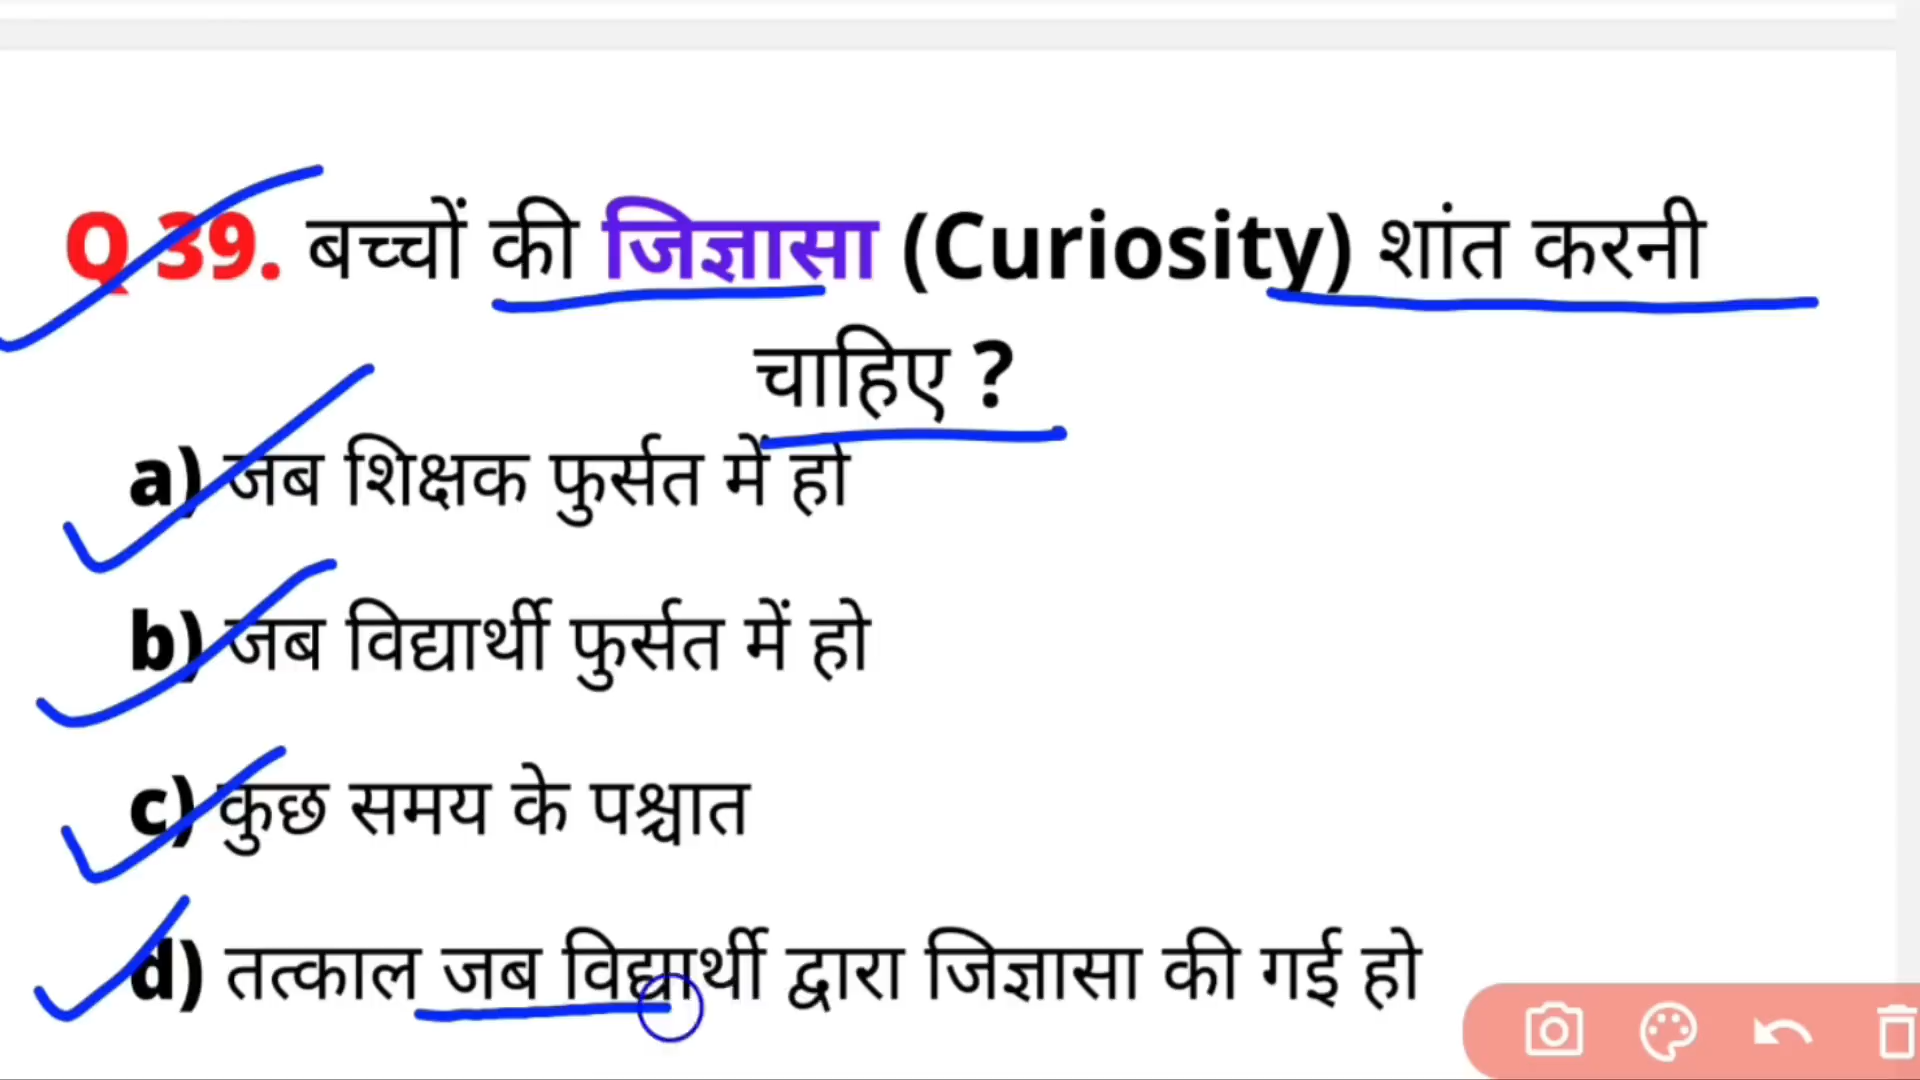 Q 39. बच्चों की जिज्ञासा (Curiosity) शांत करनी
चाहिए ?
a) जब शिक्षक फुर्सत में हो
b) जब विद्यार्थी फुर्सत में हो
c) कुछ समय के पश्चात
d) तत्काल जब विद्यार्थी द्वारा जिज्ञासा की गई हो